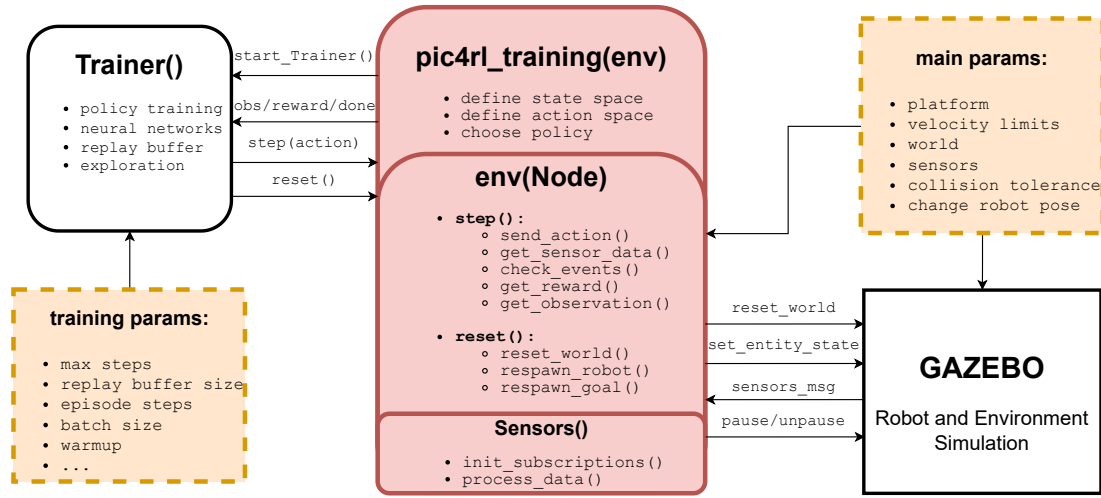 Trainer()
• policy training
• neural networks
• replay buffer
• exploration
start_Trainer()
obs/reward/done
step(action)
reset()
pic4rl_training(env)
• define state space
• define action space
• choose policy
env(Node)
• step():
◦ send_action()
◦ get_sensor_data()
◦ check_events()
◦ get_reward()
◦ get_observation()
• reset():
◦ reset_world()
◦ respawn_robot()
◦ respawn_goal()
Sensors()
• init_subscriptions()
• process_data()
main params:
• platform
• velocity limits
• world
• sensors
• collision tolerance
• change robot pose
training params:
• max steps
• replay buffer size
• episode steps
• batch size
• warmup
• ...
reset_world
set_entity_state
sensors_msg
pause/unpause
GAZEBO
Robot and Environment
Simulation